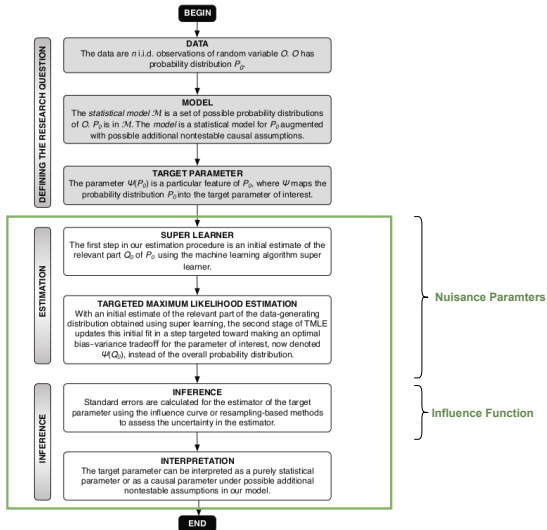 BEGIN
DEFINING THE RESEARCH QUESTION
DATA
The data are n i.i.d. observations of random variable O. O has
probability distribution P₀.
MODEL
The statistical model ℳ is a set of possible probability distributions
of O. P₀ is in ℳ. The model is a statistical model for P₀ augmented
with possible additional nontestable causal assumptions.
TARGET PARAMETER
The parameter Ψ(P₀) is a particular feature of P₀, where Ψ maps the
probability distribution P₀ into the target parameter of interest.
ESTIMATION
SUPER LEARNER
The first step in our estimation procedure is an initial estimate of the
relevant part Q₀ of P₀ using the machine learning algorithm super
learner.
TARGETED MAXIMUM LIKELIHOOD ESTIMATION
With an initial estimate of the relevant part of the data-generating
distribution obtained using super learning, the second stage of TMLE
updates this initial fit in a step targeted toward making an optimal
bias–variance tradeoff for the parameter of interest, now denoted
Ψ(Q₀), instead of the overall probability distribution.
Nuisance Paramters
INFERENCE
INFERENCE
Standard errors are calculated for the estimator of the target
parameter using the influence curve or resampling-based methods
to assess the uncertainty in the estimator.
Influence Function
INTERPRETATION
The target parameter can be interpreted as a purely statistical
parameter or as a causal parameter under possible additional
nontestable assumptions in our model.
END